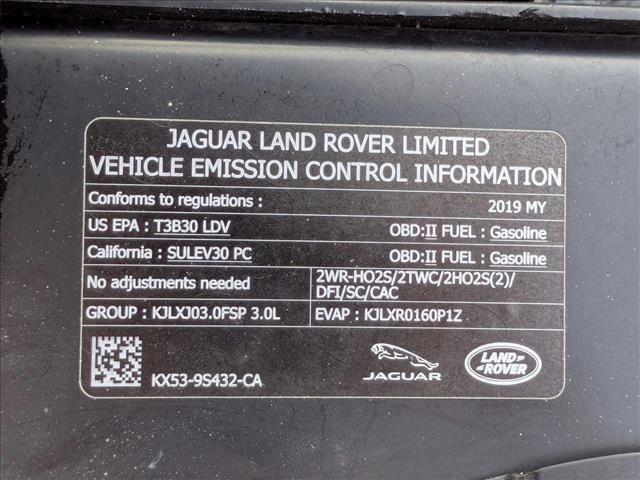 JAGUAR LAND ROVER LIMITED
VEHICLE EMISSION CONTROL INFORMATION
Conforms to regulations : 2019 MY
US EPA : T3B30 LDV OBD:II FUEL : Gasoline
California : SULEV30 PC OBD:II FUEL : Gasoline
No adjustments needed 2WR-HO2S/2TWC/2HO2S(2)/
DFI/SC/CAC
GROUP : KJLXJ03.0FSP 3.0L EVAP : KJLXR0160P1Z
KX53-9S432-CA
JAGUAR
LAND
ROVER